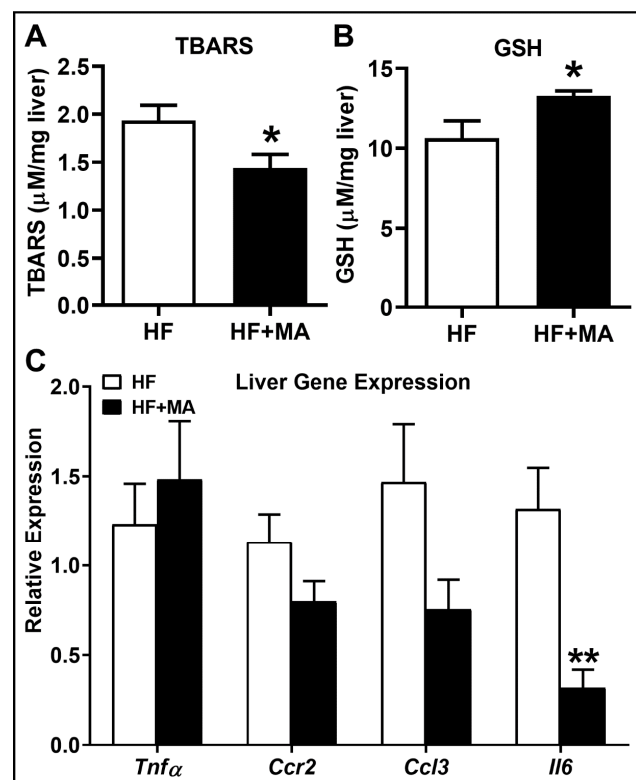 A
TBARS
TBARS (μM/mg liver)
2.5
2.0
1.5
1.0
0.5
0.0
*
HF
HF+MA
B
GSH
GSH (μM/mg liver)
15
10
5
0
*
HF
HF+MA
C
Liver Gene Expression
HF
HF+MA
Relative Expression
2.0
1.5
1.0
0.5
0.0
**
Tnfα
Ccr2
Ccl3
Il6